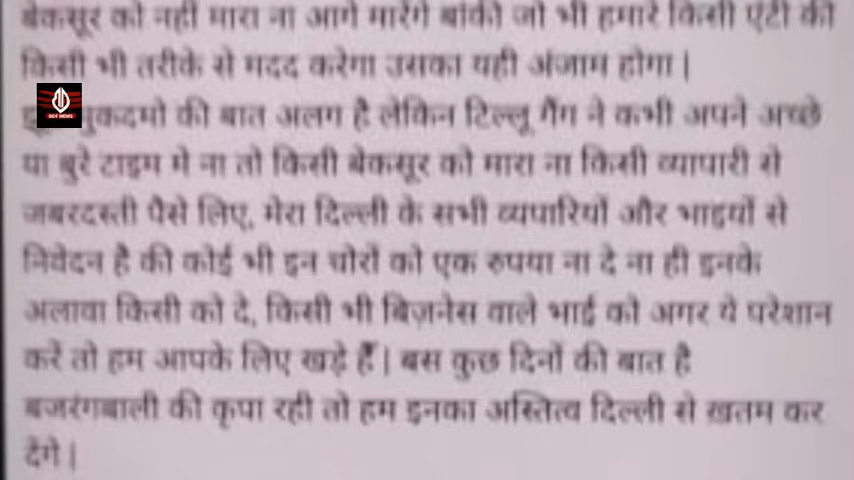 बेकसूर को नहीं मारा ना आगे मारेंगे बांकी जो भी हमारे किसी एंटी की
किसी भी तरीके से मदद करेगा उसका यही अंजाम होगा |
मुकदमो की बात अलग है लेकिन टिल्लू गैंग ने कभी अपने अच्छे
या बुरे टाइम मे ना तो किसी बेकसूर को मारा ना किसी व्यापारी से
जबरदस्ती पैसे लिए, मेरा दिल्ली के सभी व्यपारियों और भाइयों से
निवेदन है की कोई भी इन चोरों को एक रुपया ना दे ना ही इनके
अलावा किसी को दे, किसी भी बिज़नेस वाले भाई को अगर ये परेशान
करें तो हम आपके लिए खड़े हैं | बस कुछ दिनों की बात है
बजरंगबाली की कृपा रही तो हम इनका अस्तित्व दिल्ली से ख़तम कर
देंगे |